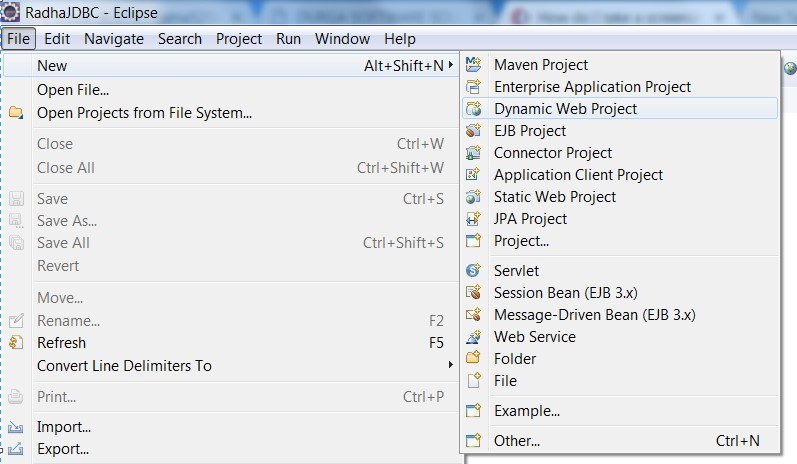 RadhaJDBC - Eclipse
File Edit Navigate Search Project Run Window Help
New Alt+Shift+N
Open File...
Open Projects from File System...
Close Ctrl+W
Close All Ctrl+Shift+W
Save Ctrl+S
Save As...
Save All Ctrl+Shift+S
Revert
Move...
Rename... F2
Refresh F5
Convert Line Delimiters To
Print... Ctrl+P
Import...
Export...
Maven Project
Enterprise Application Project
Dynamic Web Project
EJB Project
Connector Project
Application Client Project
Static Web Project
JPA Project
Project...
Servlet
Session Bean (EJB 3.x)
Message-Driven Bean (EJB 3.x)
Web Service
Folder
File
Example...
Other... Ctrl+N